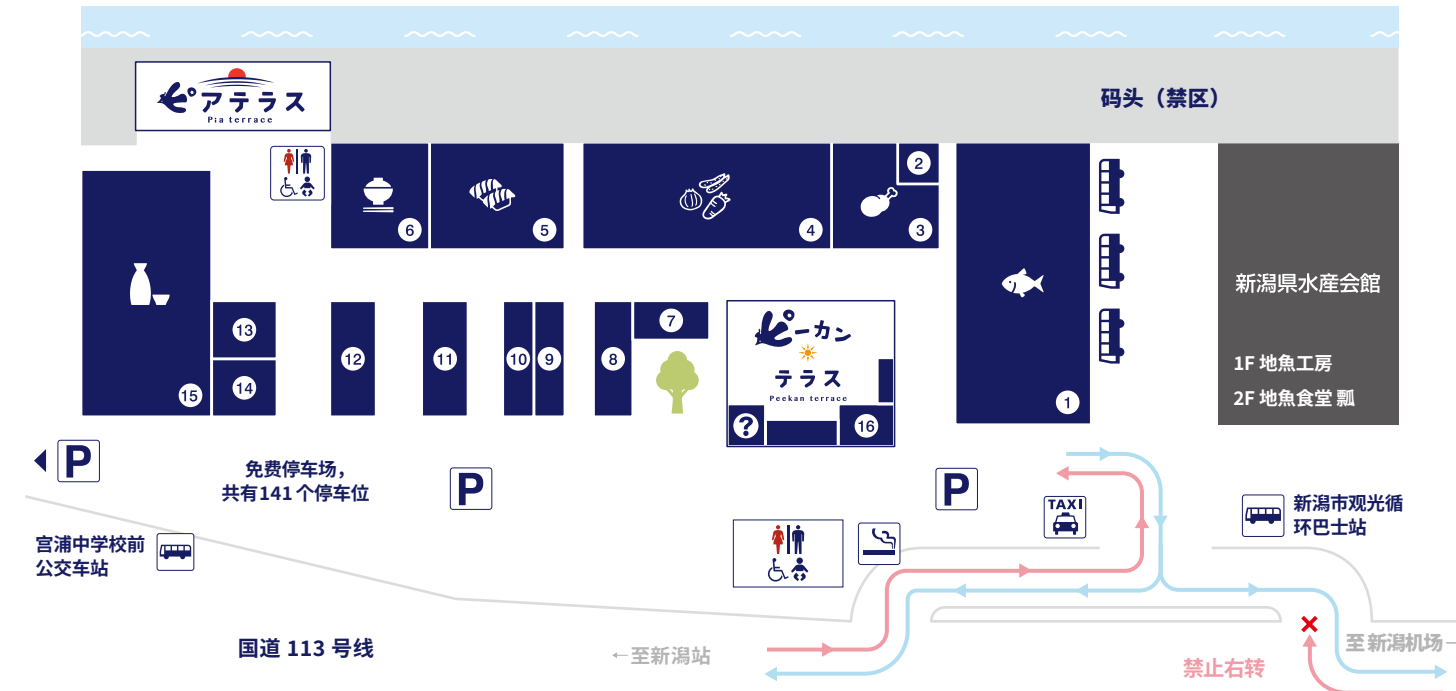 ピアテラス
Pia terrace
码头（禁区）
2
6
5
4
3
新潟県水産会館
1F 地魚工房
2F 地魚食堂 瓢
13
14
15
12
11
10
9
8
7
ピーカン
テラス
Peekan terrace
?
16
1
P
免费停车场，
共有141个停车位
P
P
TAXI
新潟市观光循
环巴士站
宫浦中学校前
公交车站
国道 113 号线
←至新潟站
禁止右转
至新潟机场